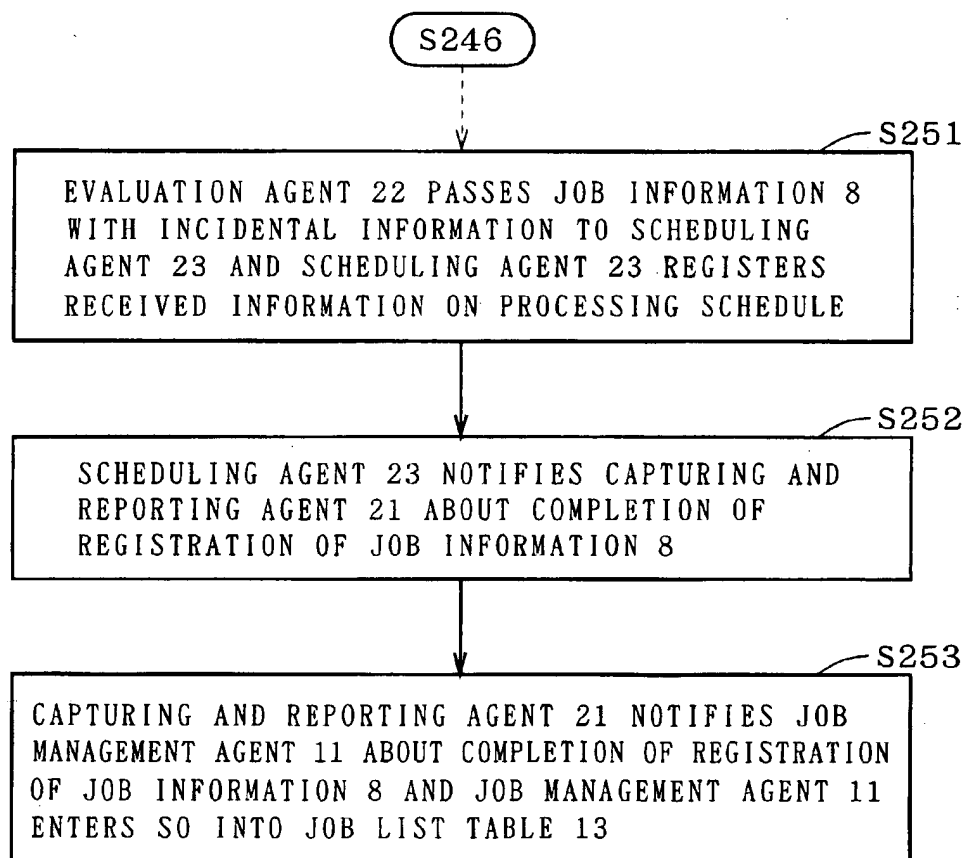 S246
S251
EVALUATION AGENT 22 PASSES JOB INFORMATION 8
WITH INCIDENTAL INFORMATION TO SCHEDULING
AGENT 23 AND SCHEDULING AGENT 23 REGISTERS
RECEIVED INFORMATION ON PROCESSING SCHEDULE
S252
SCHEDULING AGENT 23 NOTIFIES CAPTURING AND
REPORTING AGENT 21 ABOUT COMPLETION OF
REGISTRATION OF JOB INFORMATION 8
S253
CAPTURING AND REPORTING AGENT 21 NOTIFIES JOB
MANAGEMENT AGENT 11 ABOUT COMPLETION OF REGISTRATION
OF JOB INFORMATION 8 AND JOB MANAGEMENT AGENT 11
ENTERS SO INTO JOB LIST TABLE 13